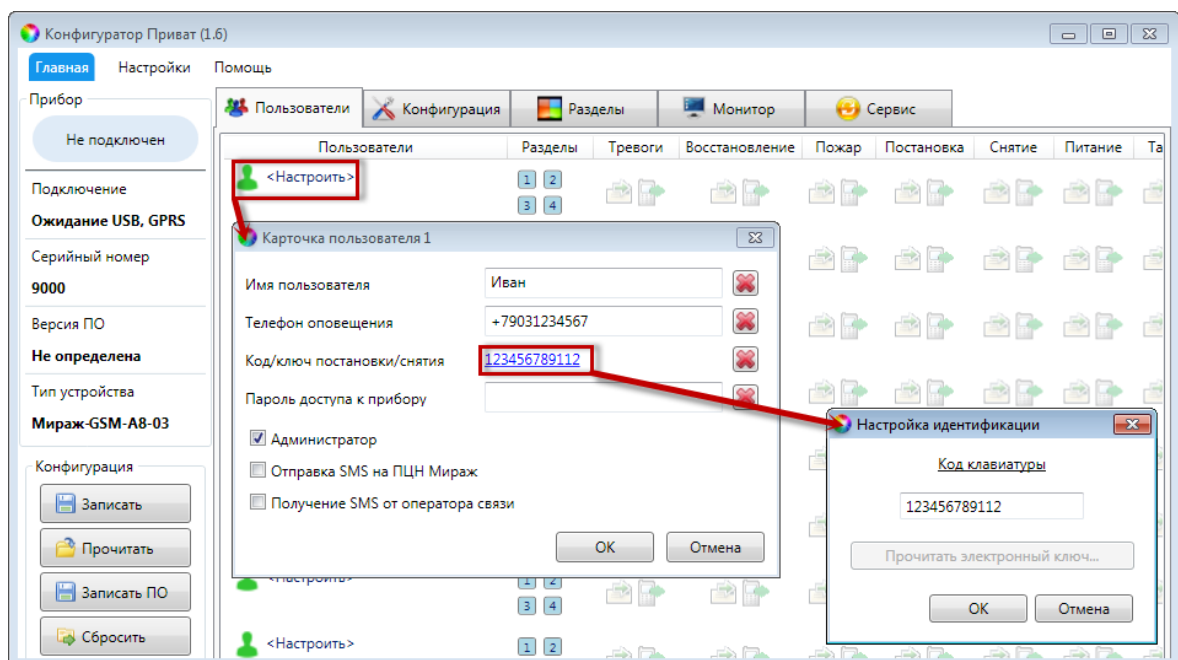 Конфигуратор Приват (1.6)
Главная Настройки Помощь
Прибор
Не подключен
Подключение
Ожидание USB, GPRS
Серийный номер
9000
Версия ПО
Не определена
Тип устройства
Мираж-GSM-A8-03
Конфигурация
Записать
Прочитать
Записать ПО
Сбросить
Пользователи Конфигурация Разделы Монитор Сервис
Пользователи Разделы Тревоги Восстановление Пожар Постановка Снятие Питание Та
<Настроить> 1 2
3 4
Карточка пользователя 1
Имя пользователя Иван
Телефон оповещения +79031234567
Код/ключ постановки/снятия 123456789112
Пароль доступа к прибору
Администратор
Отправка SMS на ПЦН Мираж
Получение SMS от оператора связи
OK Отмена
Настройка идентификации
Код клавиатуры
123456789112
Прочитать электронный ключ...
OK Отмена
<Настроить> 1 2
3 4
<Настроить> 1 2